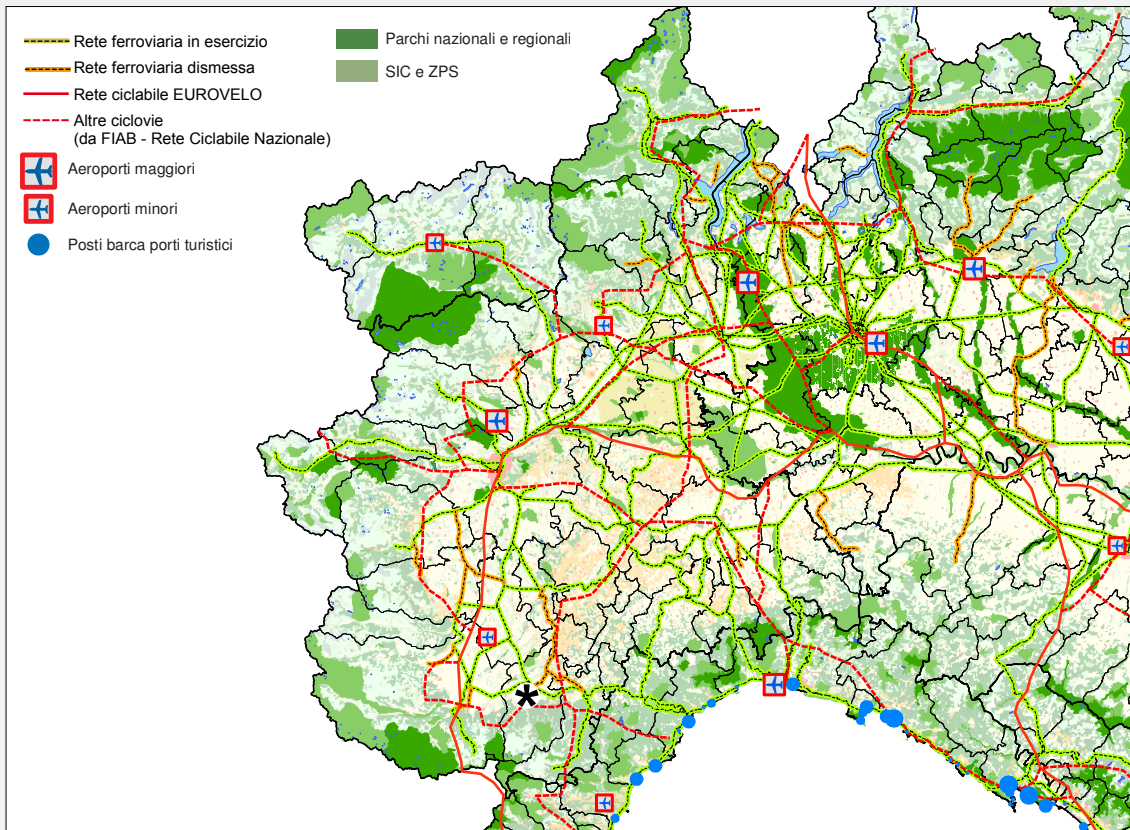 Rete ferroviaria in esercizio
Rete ferroviaria dismessa
Rete ciclabile EUROVELO
Altre ciclovie
(da FIAB - Rete Ciclabile Nazionale)
Aeroporti maggiori
Aeroporti minori
Posti barca porti turistici
Parchi nazionali e regionali
SIC e ZPS
*